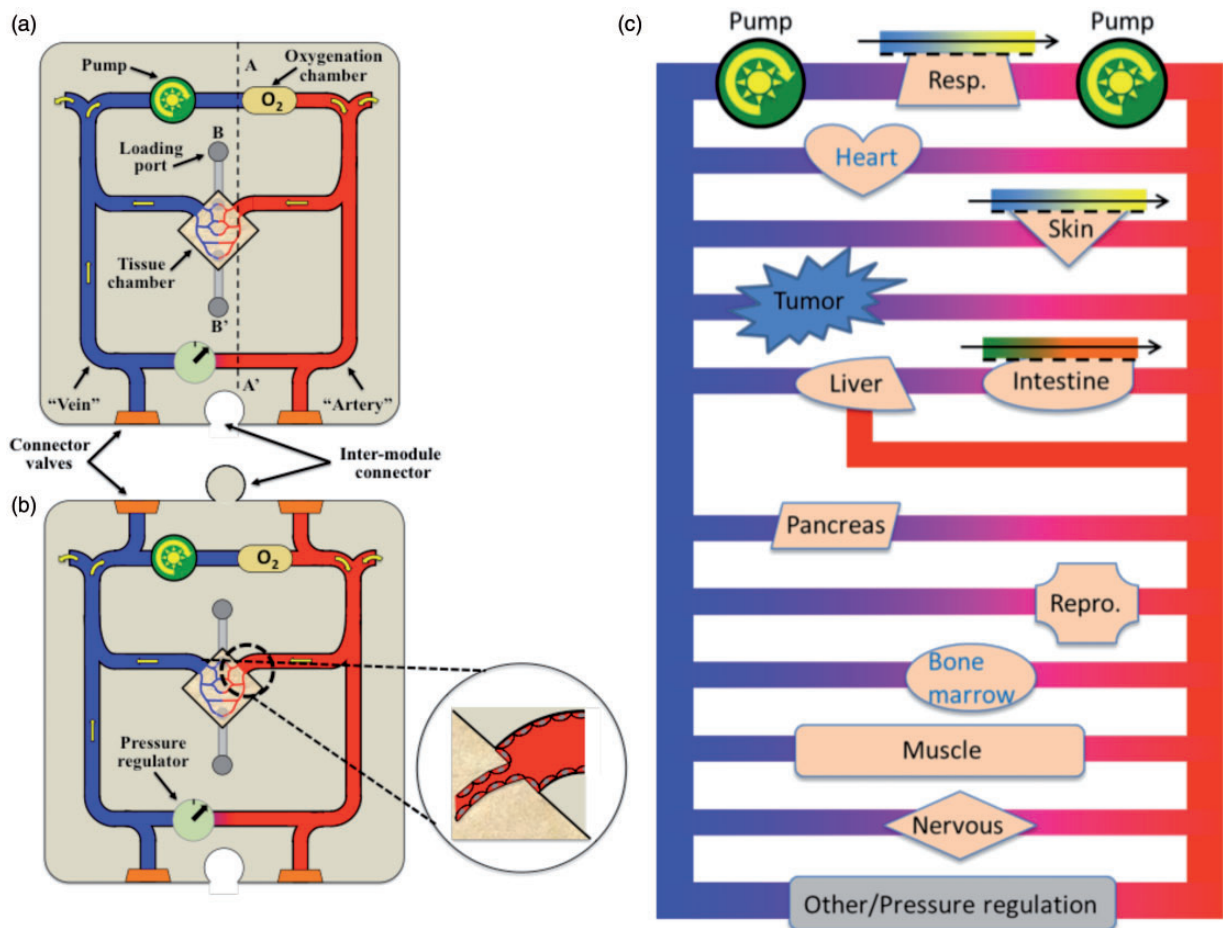 (a)
Pump
A
Oxygenation
chamber
O2
B
Loading
port
Tissue
chamber
B'
"Vein"
A'
"Artery"
Connector
valves
Inter-module
connector
(b)
O2
Pressure
regulator
(c)
Pump
Pump
Resp.
Heart
Skin
Tumor
Liver
Intestine
Pancreas
Repro.
Bone
marrow
Muscle
Nervous
Other/Pressure regulation